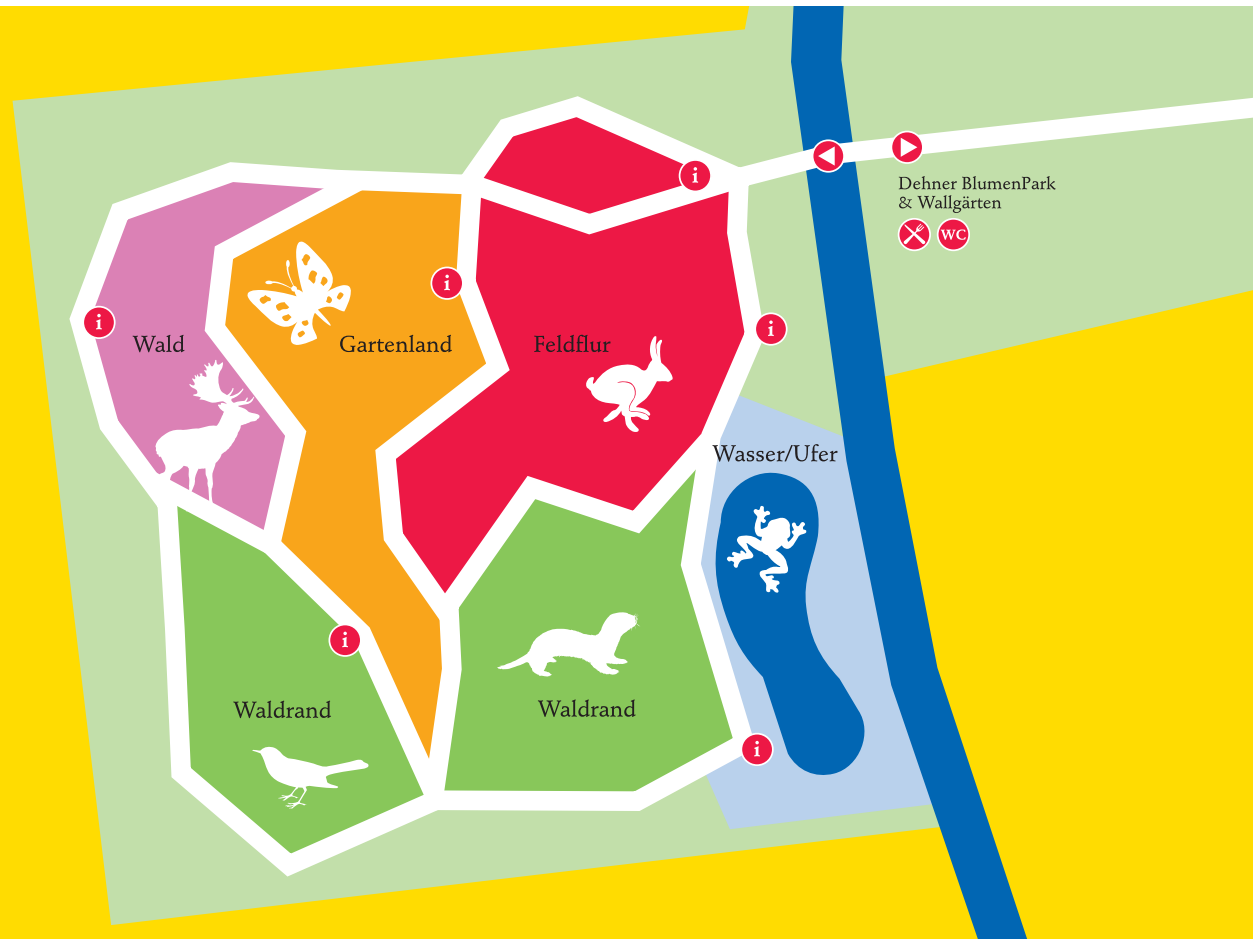 i
Dehner BlumenPark
& Wallgärten
WC
i
i
i
i
Wald
Gartenland
Feldflur
Wasser/Ufer
i
Waldrand
Waldrand
i